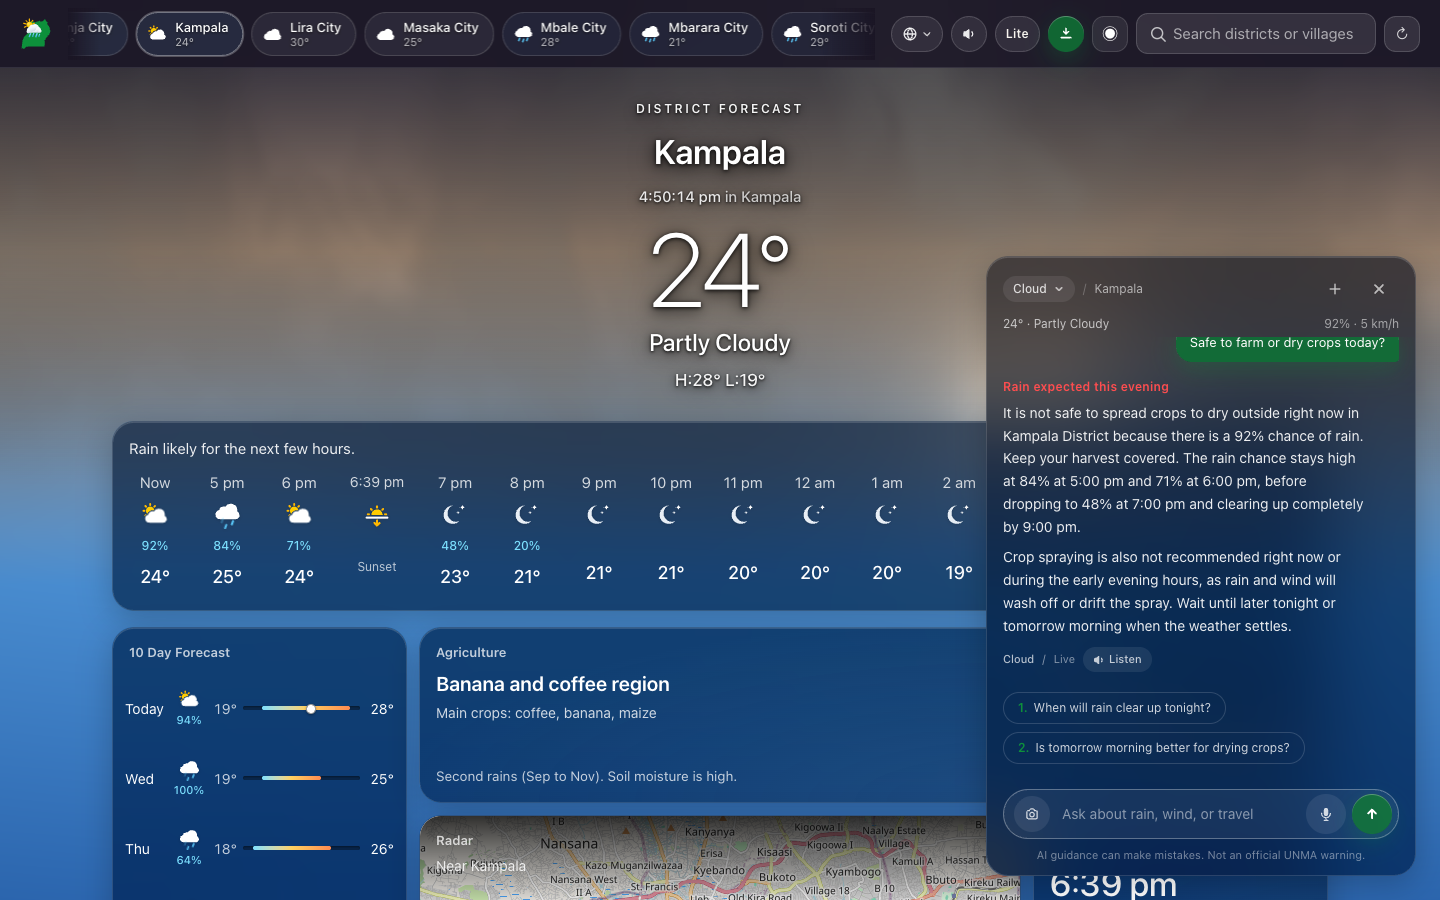 ja City
Kampala
24°
Lira City
30°
Masaka City
25°
Mbale City
28°
Mbarara City
21°
Soroti City
29°
Lite
Search districts or villages
DISTRICT FORECAST
Kampala
4:50:14 pm in Kampala
24°
Partly Cloudy
H:28° L:19°
Rain likely for the next few hours.
Now 5 pm 6 pm 6:39 pm 7 pm 8 pm 9 pm 10 pm 11 pm 12 am 1 am 2 am
92% 84% 71% 48% 20%
Sunset
24° 25° 24° 23° 21° 21° 21° 20° 20° 20° 19°
10 Day Forecast
Today 94% 19° 28°
Wed 100% 19° 25°
Thu 64% 18° 26°
Agriculture
Banana and coffee region
Main crops: coffee, banana, maize
Second rains (Sep to Nov). Soil moisture is high.
Radar
Near Kampala
I B
Nansana
Kanyanya
Kigoowa Ii
Naalya Estate
Bu
Erisa
Kisaasi
Kigoowa I
Village
Kazo Muganzilwazaa
Kamuli A
Hassan T
Nansana West
St. Francis
Kyebando
Kyambogo
Bbuto
Kireku Railw
II A
Village 18
B 10
Old Kira Road
Kireku Main
6:39 pm
Cloud / Kampala
24° · Partly Cloudy 92% · 5 km/h
Safe to farm or dry crops today?
Rain expected this evening
It is not safe to spread crops to dry outside right now in
Kampala District because there is a 92% chance of rain.
Keep your harvest covered. The rain chance stays high
at 84% at 5:00 pm and 71% at 6:00 pm, before
dropping to 48% at 7:00 pm and clearing up completely
by 9:00 pm.
Crop spraying is also not recommended right now or
during the early evening hours, as rain and wind will
wash off or drift the spray. Wait until later tonight or
tomorrow morning when the weather settles.
Cloud / Live Listen
1. When will rain clear up tonight?
2. Is tomorrow morning better for drying crops?
Ask about rain, wind, or travel
AI guidance can make mistakes. Not an official UNMA warning.